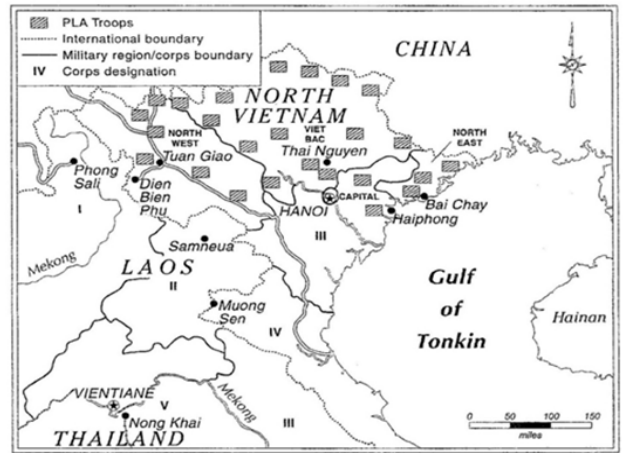 PLA Troops
International boundary
Military region/corps boundary
IV Corps designation
CHINA
NORTH
VIETNAM
NORTH
WEST
VIET
BAC
NORTH
EAST
Tuan Giao
Thai Nguyen
Phong
Sali
Dien
Bien
Phu
I
HANOI
CAPITAL
Bai Chay
Haiphong
III
Samneua
Mekong
LAOS
II
Gulf
of
Tonkin
Hainan
Muong
Sen
IV
VIENTIANE
V
Mekong
Nong Khai
III
THAILAND
0 50 100 150
miles